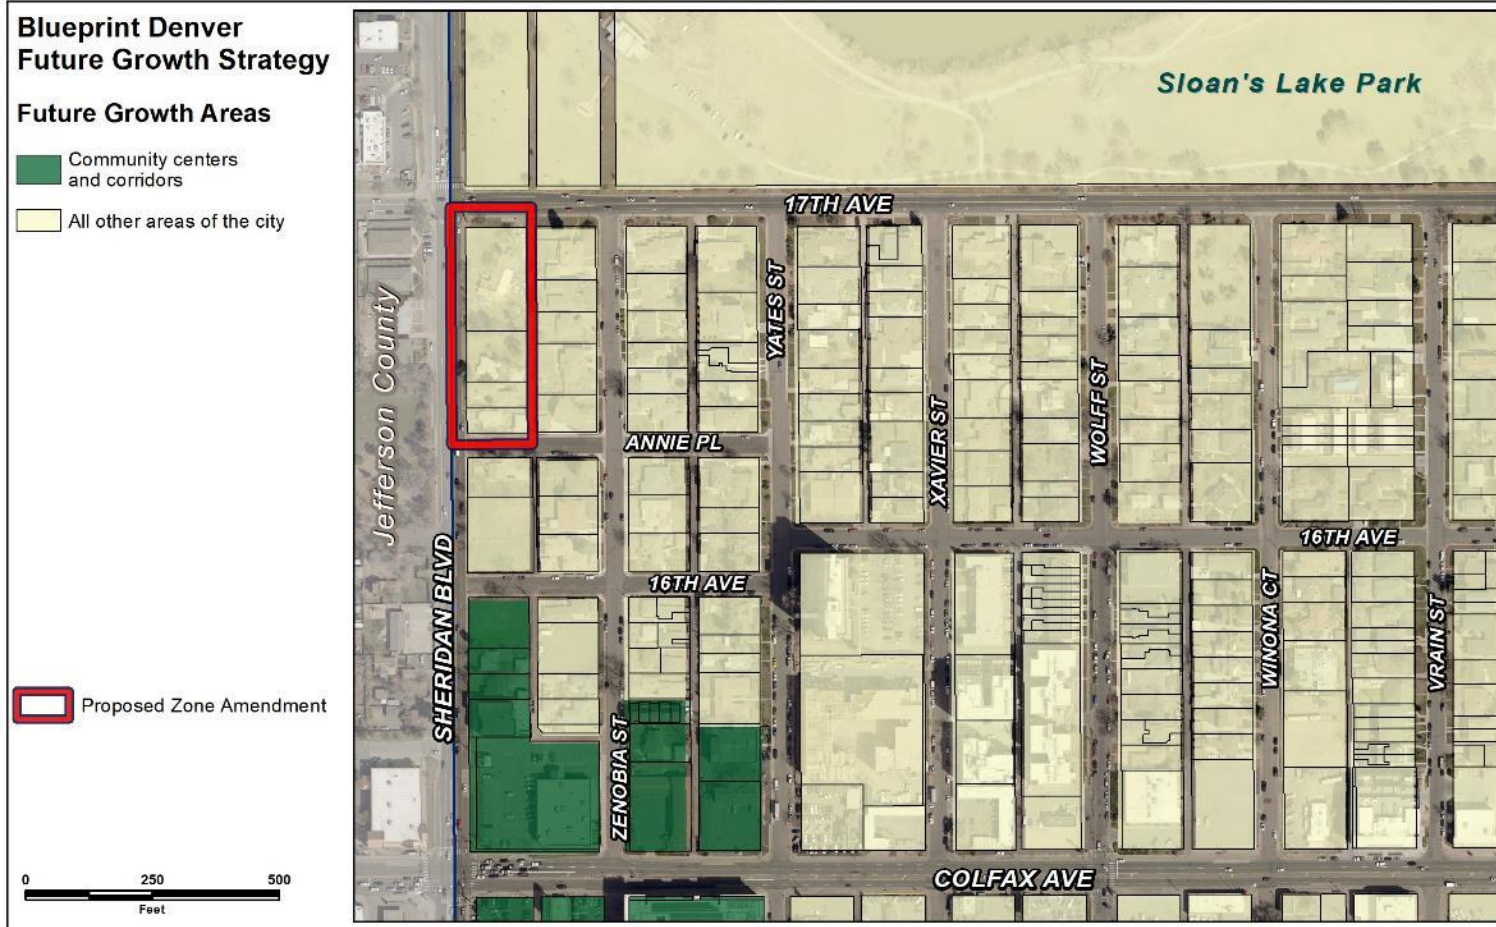 Blueprint Denver
Future Growth Strategy
Future Growth Areas
Community centers
and corridors
All other areas of the city
Proposed Zone Amendment
0 250 500
Feet
Sloan's Lake Park
17TH AVE
Jefferson County
YATES ST
ANNIE PL
XAVIER ST
WOLFF ST
16TH AVE
16TH AVE
SHERIDAN BLVD
ZENOBIA ST
WINONA CT
VRAIN ST
COLFAX AVE